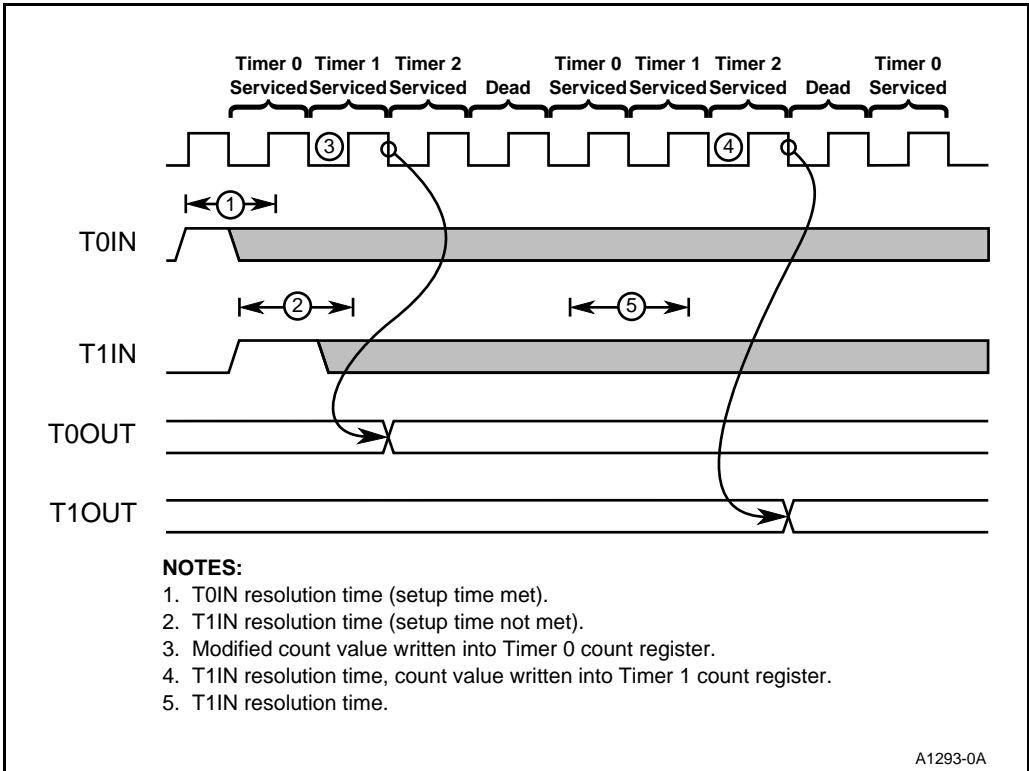 Timer 0 Timer 1 Timer 2 Timer 0 Timer 1 Timer 2 Timer 0
Serviced Serviced Serviced Dead Serviced Serviced Serviced Dead Serviced
3 4
1
T0IN
2 5
T1IN
T0OUT
T1OUT
NOTES:
1. T0IN resolution time (setup time met).
2. T1IN resolution time (setup time not met).
3. Modified count value written into Timer 0 count register.
4. T1IN resolution time, count value written into Timer 1 count register.
5. T1IN resolution time.
A1293-0A